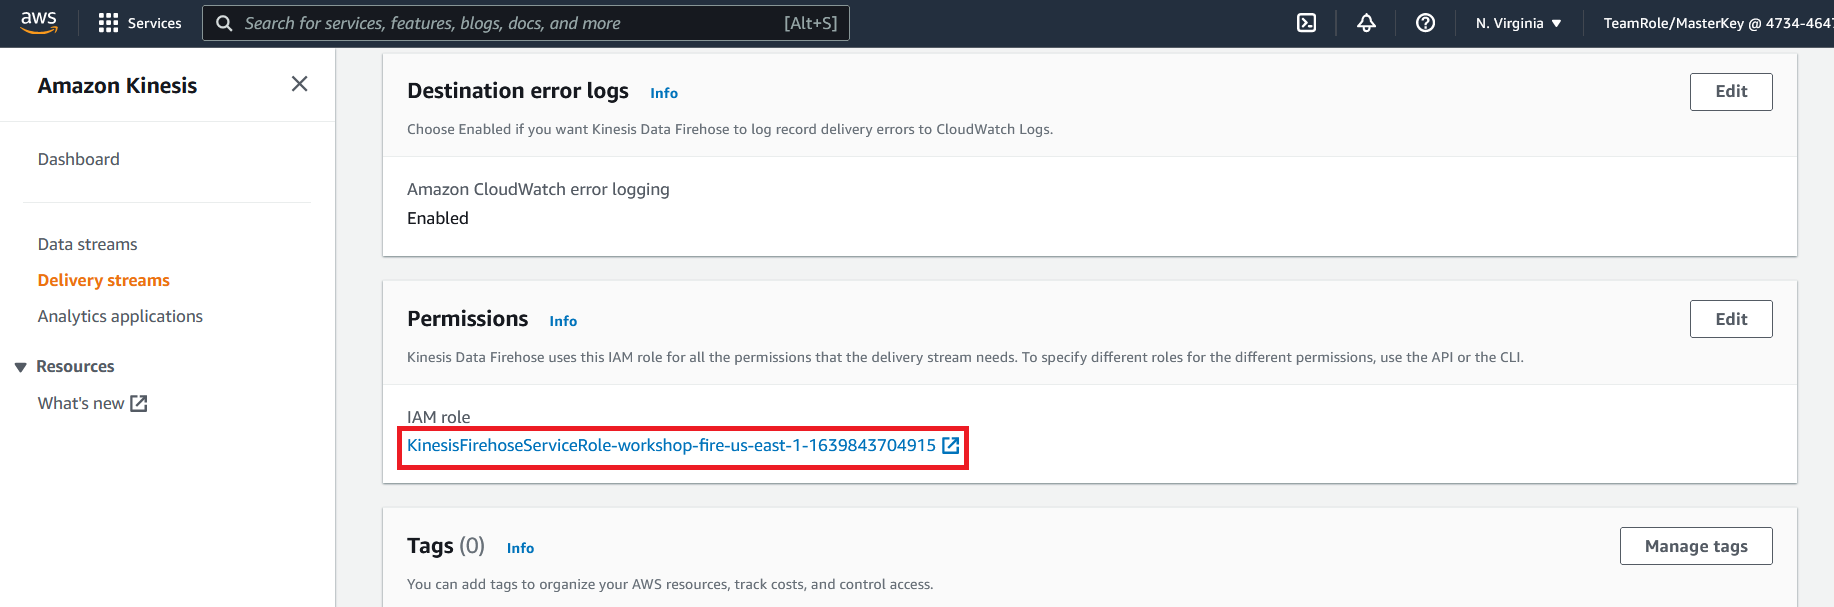 aws
Services
Search for services, features, blogs, docs, and more
[Alt+S]
N. Virginia
TeamRole/MasterKey @ 4734-464
Amazon Kinesis
Dashboard
Data streams
Delivery streams
Analytics applications
Resources
What's new
Destination error logs Info
Edit
Choose Enabled if you want Kinesis Data Firehose to log record delivery errors to CloudWatch Logs.
Amazon CloudWatch error logging
Enabled
Permissions Info
Edit
Kinesis Data Firehose uses this IAM role for all the permissions that the delivery stream needs. To specify different roles for the different permissions, use the API or the CLI.
IAM role
KinesisFirehoseServiceRole-workshop-fire-us-east-1-1639843704915
Tags (0) Info
Manage tags
You can add tags to organize your AWS resources, track costs, and control access.